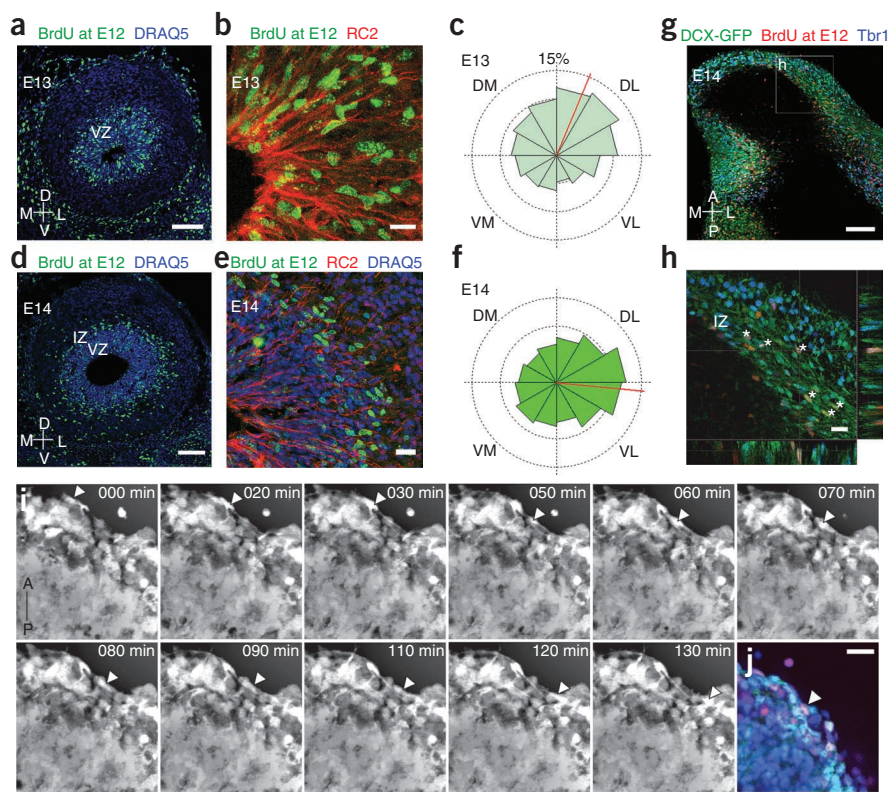 a
BrdU at E12 DRAQ5
E13
VZ
D
M L
V
b
BrdU at E12 RC2
c
E13
15%
DM
DL
VM
VL
g
DCX-GFP BrdU at E12 Tbr1
E14
h
A
M L
P
d
BrdU at E12 DRAQ5
E14
IZ
VZ
D
M L
V
e
BrdU at E12 RC2 DRAQ5
E14
f
E14
DM
DL
VM
VL
h
IZ
* * * * * *
i
000 min
020 min
030 min
050 min
060 min
070 min
A
P
080 min
090 min
110 min
120 min
130 min
j